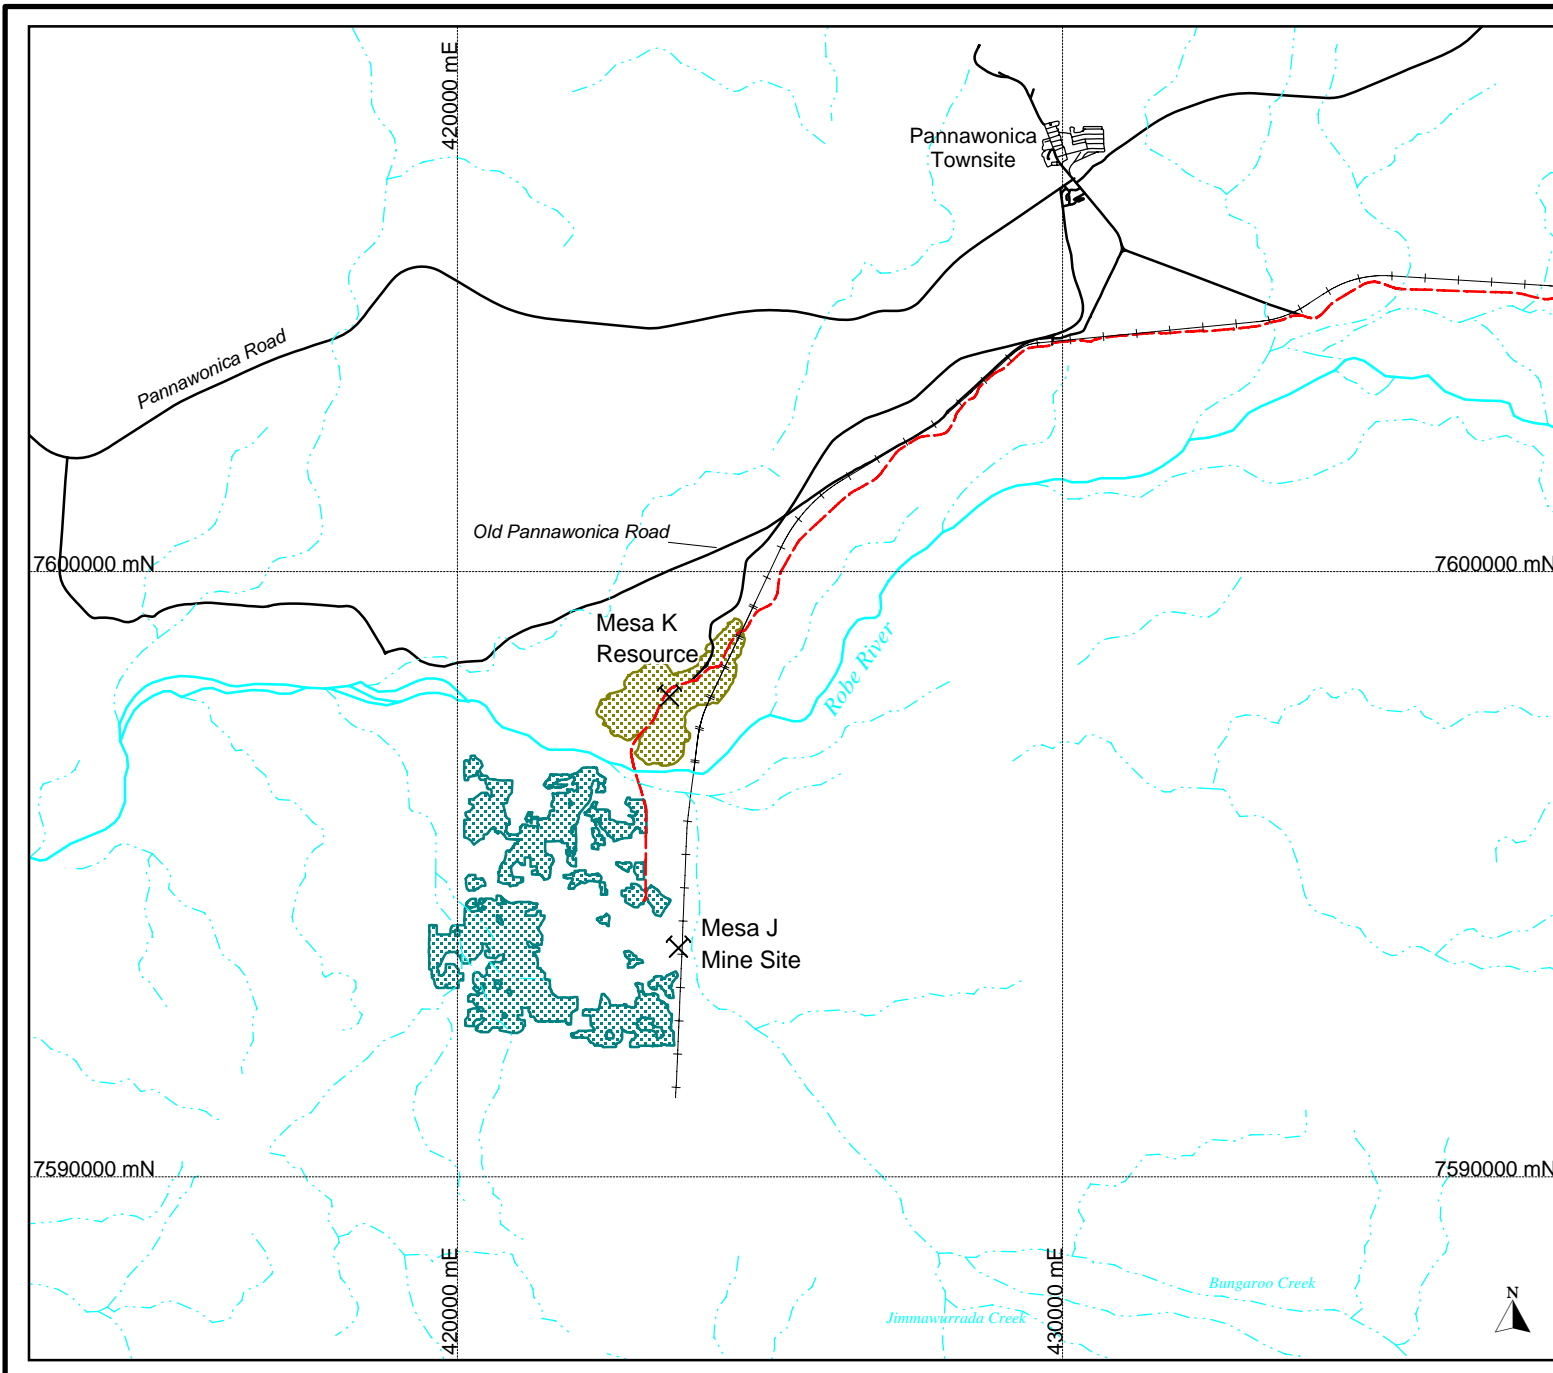 420000 mE
Pannawonica
Townsite
Pannawonica Road
Old Pannawonica Road
7600000 mN
7600000 mN
Mesa K
Resource
Robe River
Mesa J
Mine Site
7590000 mN
7590000 mN
420000 mE
430000 mE
Bungaroo Creek
Jimmawurrada Creek
N